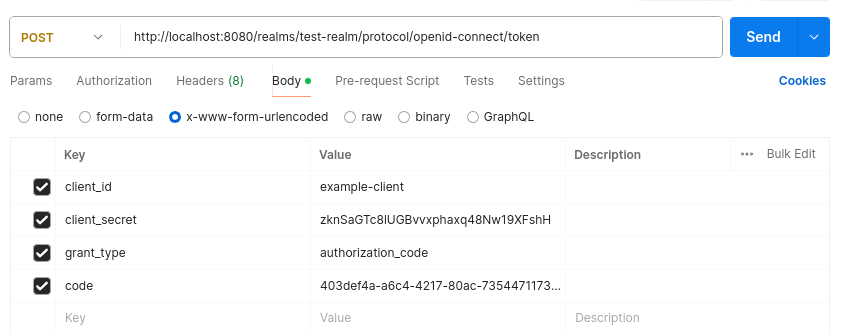 POST http://localhost:8080/realms/test-realm/protocol/openid-connect/token Send
Params Authorization Headers (8) Body Pre-request Script Tests Settings Cookies
none form-data x-www-form-urlencoded raw binary GraphQL
Key Value Description ••• Bulk Edit
client_id example-client
client_secret zknSaGTc8IUGBvvxphaxq48Nw19XFshH
grant_type authorization_code
code 403def4a-a6c4-4217-80ac-7354471173...
Key Value Description